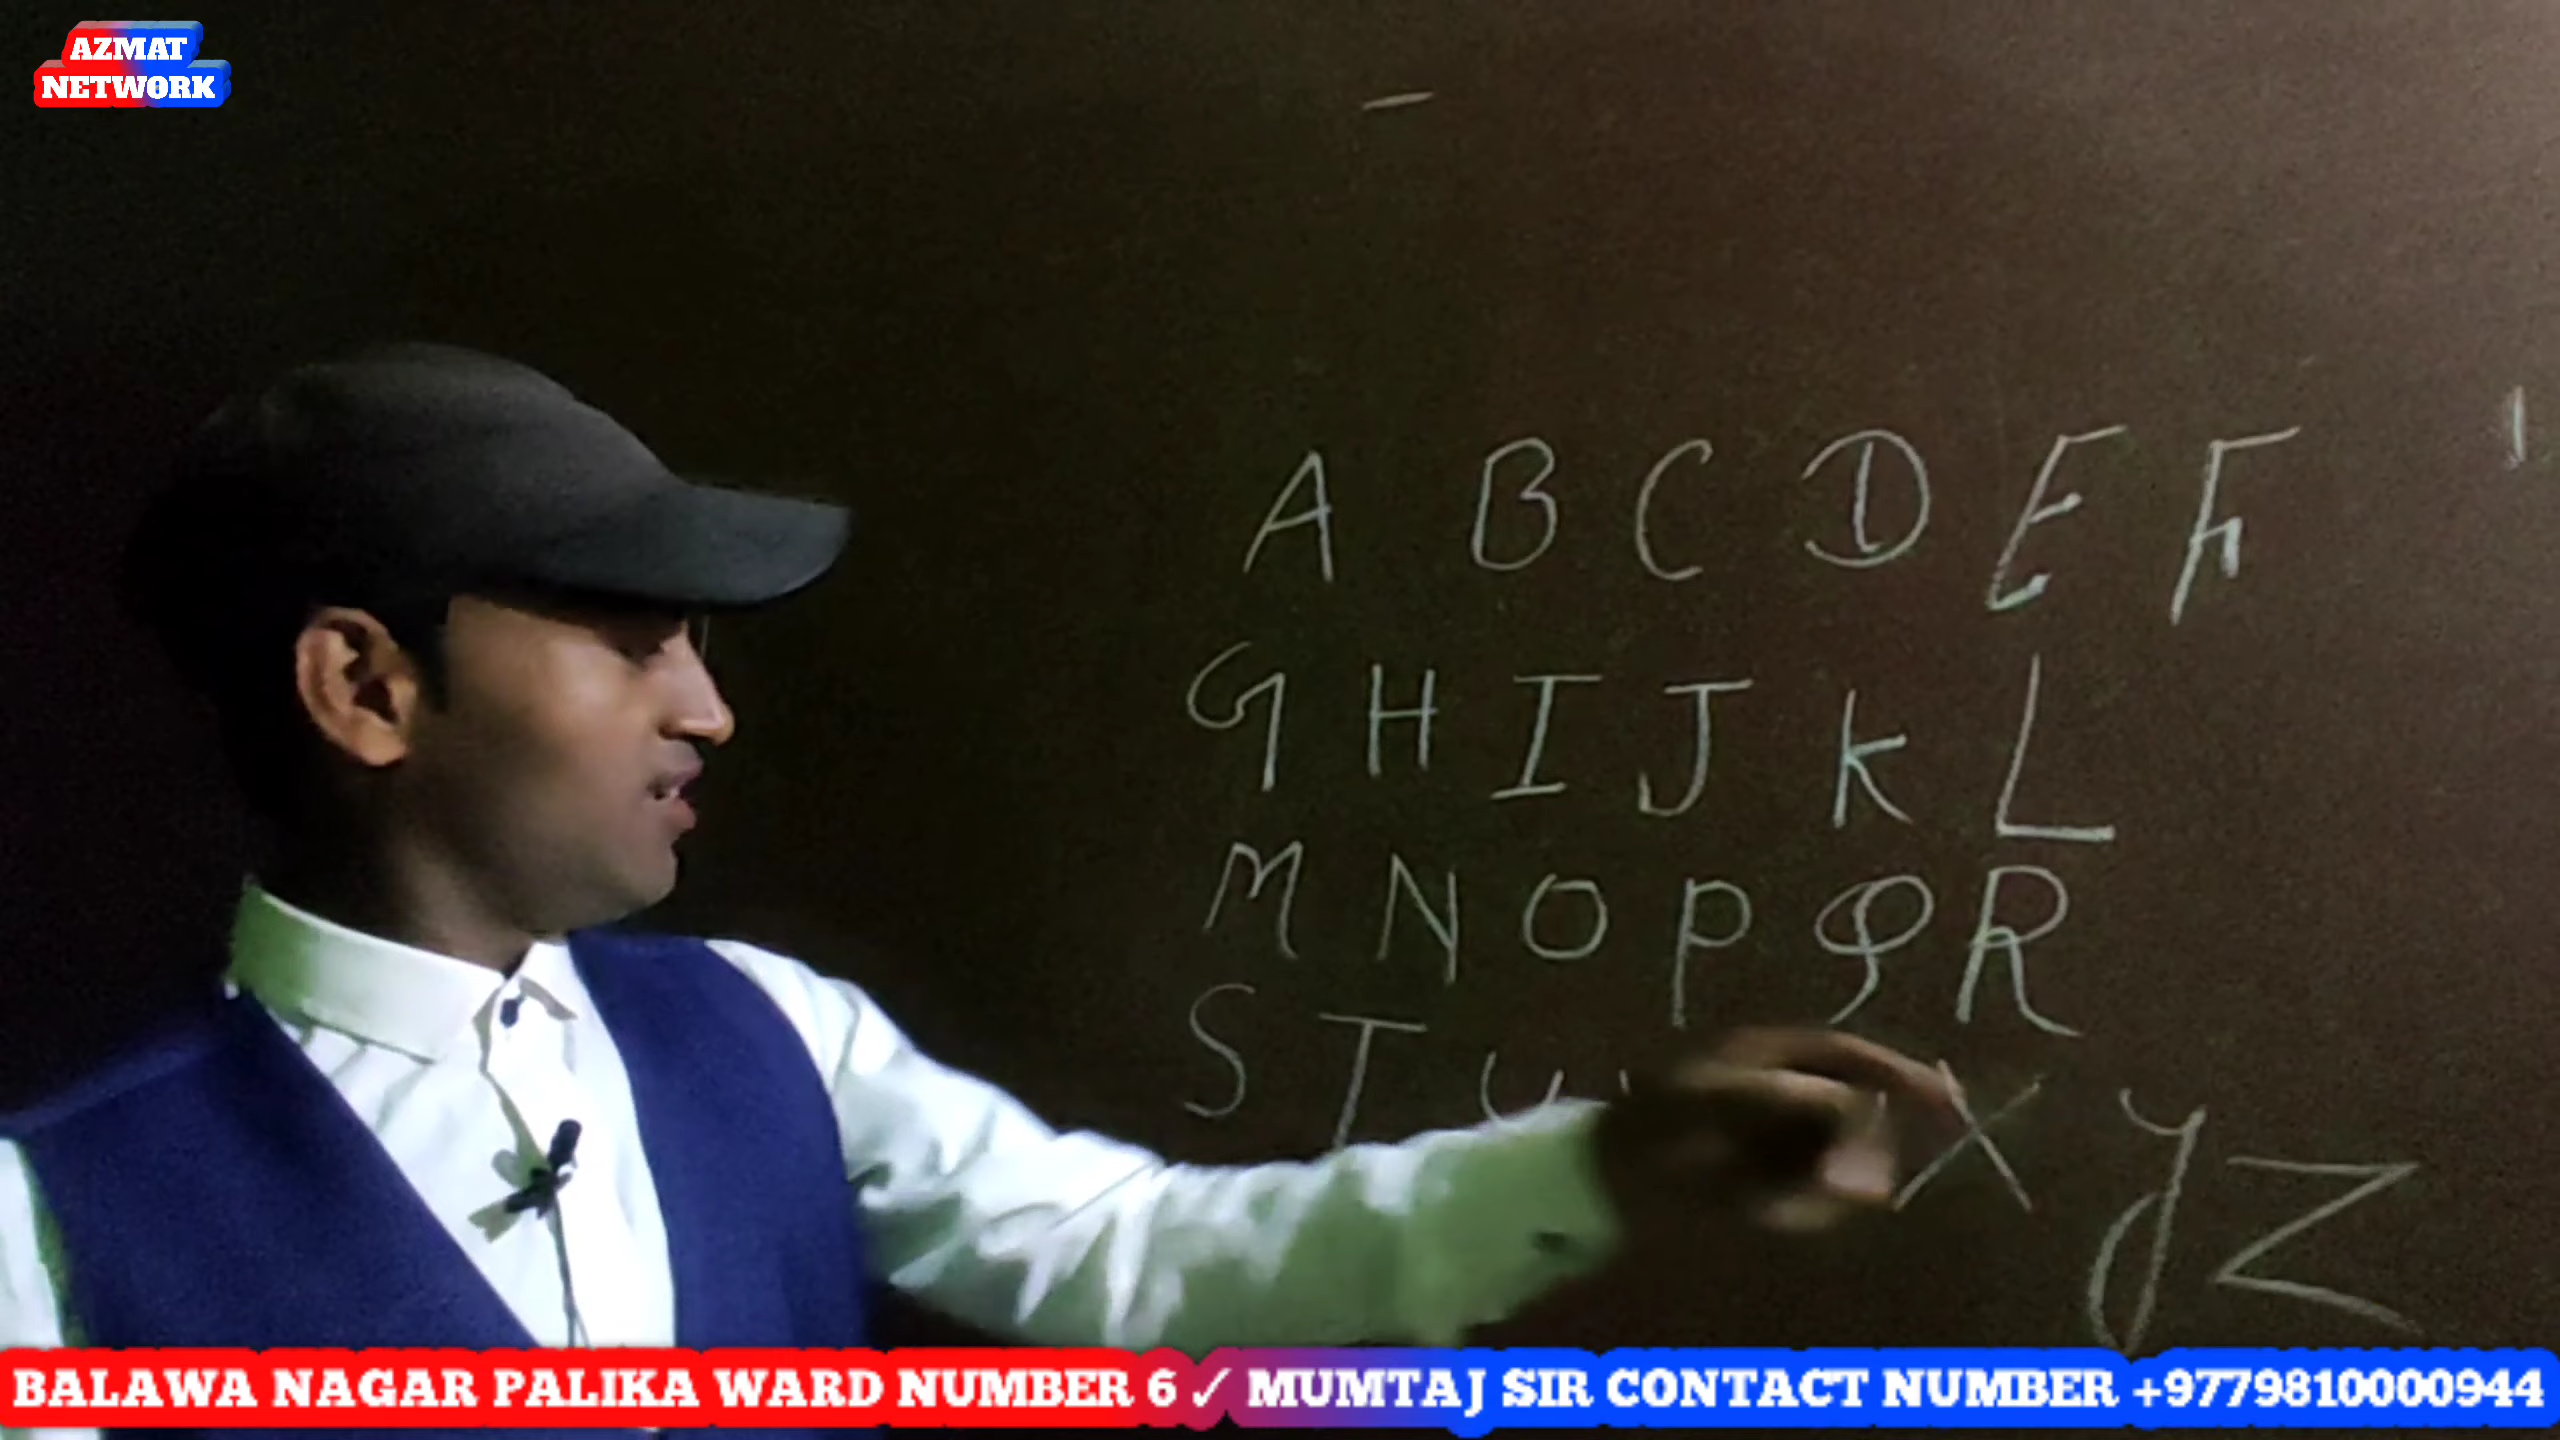 AZMAT
NETWORK
A B C D E F
G H I J K L
M N O P Q R
S T U X Y Z
BALAWA NAGAR PALIKA WARD NUMBER 6 ✓ MUMTAJ SIR CONTACT NUMBER +9779810000944